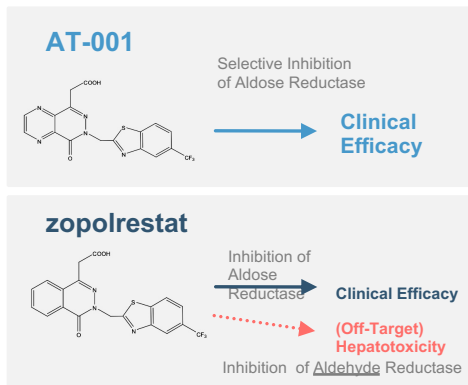 AT-001
Selective Inhibition
of Aldose Reductase
COOH
N
N
N
N
N
S
O
CF3
Clinical
Efficacy
zopolrestat
COOH
Inhibition of
Aldose
Reductase
N
N
S
N
O
CF3
Clinical Efficacy
(Off-Target)
Hepatotoxicity
Inhibition of Aldehyde Reductase